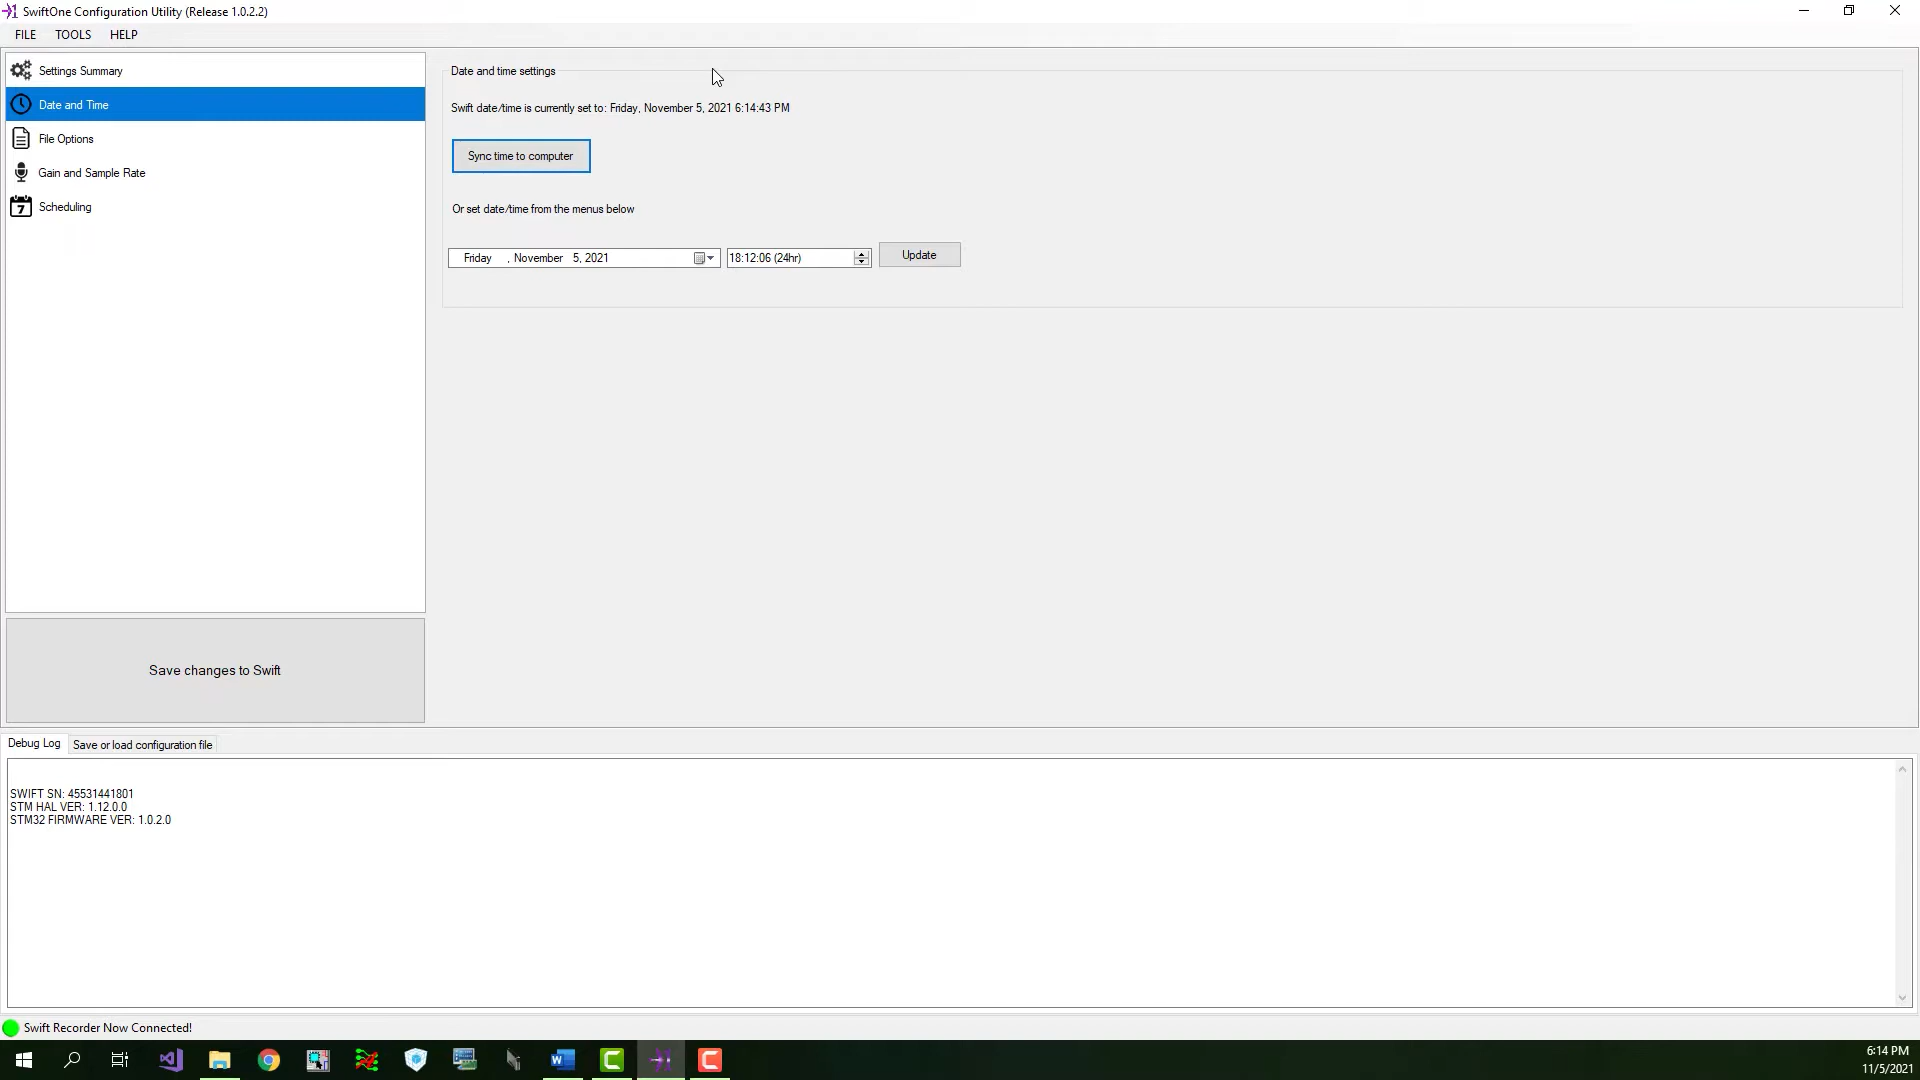 SwiftOne Configuration Utility (Release 1.0.2.2)
FILE TOOLS HELP
Settings Summary
Date and Time
File Options
Gain and Sample Rate
7 Scheduling
Date and time settings
Swift date/time is currently set to: Friday, November 5, 2021 6:14:43 PM
Sync time to computer
Or set date/time from the menus below
Friday , November 5, 2021 18:12:06 (24hr) Update
Save changes to Swift
Debug Log Save or load configuration file
SWIFT SN: 45531441801
STM HAL VER: 1.12.0.0
STM32 FIRMWARE VER: 1.0.2.0
Swift Recorder Now Connected!
6:14 PM
11/5/2021